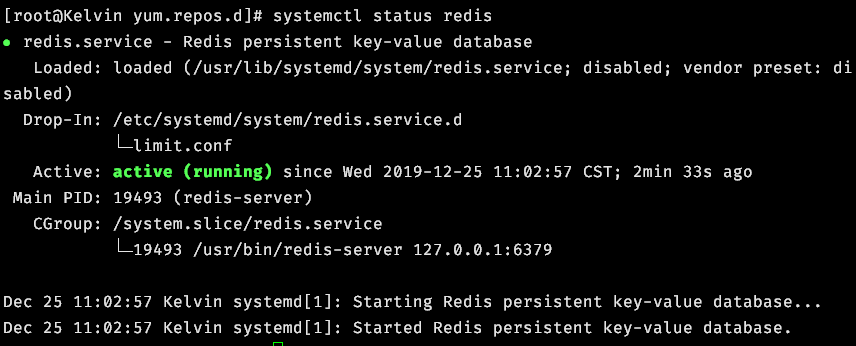 [root@Kelvin yum.repos.d]# systemctl status redis
● redis.service - Redis persistent key-value database
   Loaded: loaded (/usr/lib/systemd/system/redis.service; disabled; vendor preset: di
sabled)
  Drop-In: /etc/systemd/system/redis.service.d
           └─limit.conf
   Active: active (running) since Wed 2019-12-25 11:02:57 CST; 2min 33s ago
 Main PID: 19493 (redis-server)
   CGroup: /system.slice/redis.service
           └─19493 /usr/bin/redis-server 127.0.0.1:6379

Dec 25 11:02:57 Kelvin systemd[1]: Starting Redis persistent key-value database...
Dec 25 11:02:57 Kelvin systemd[1]: Started Redis persistent key-value database.